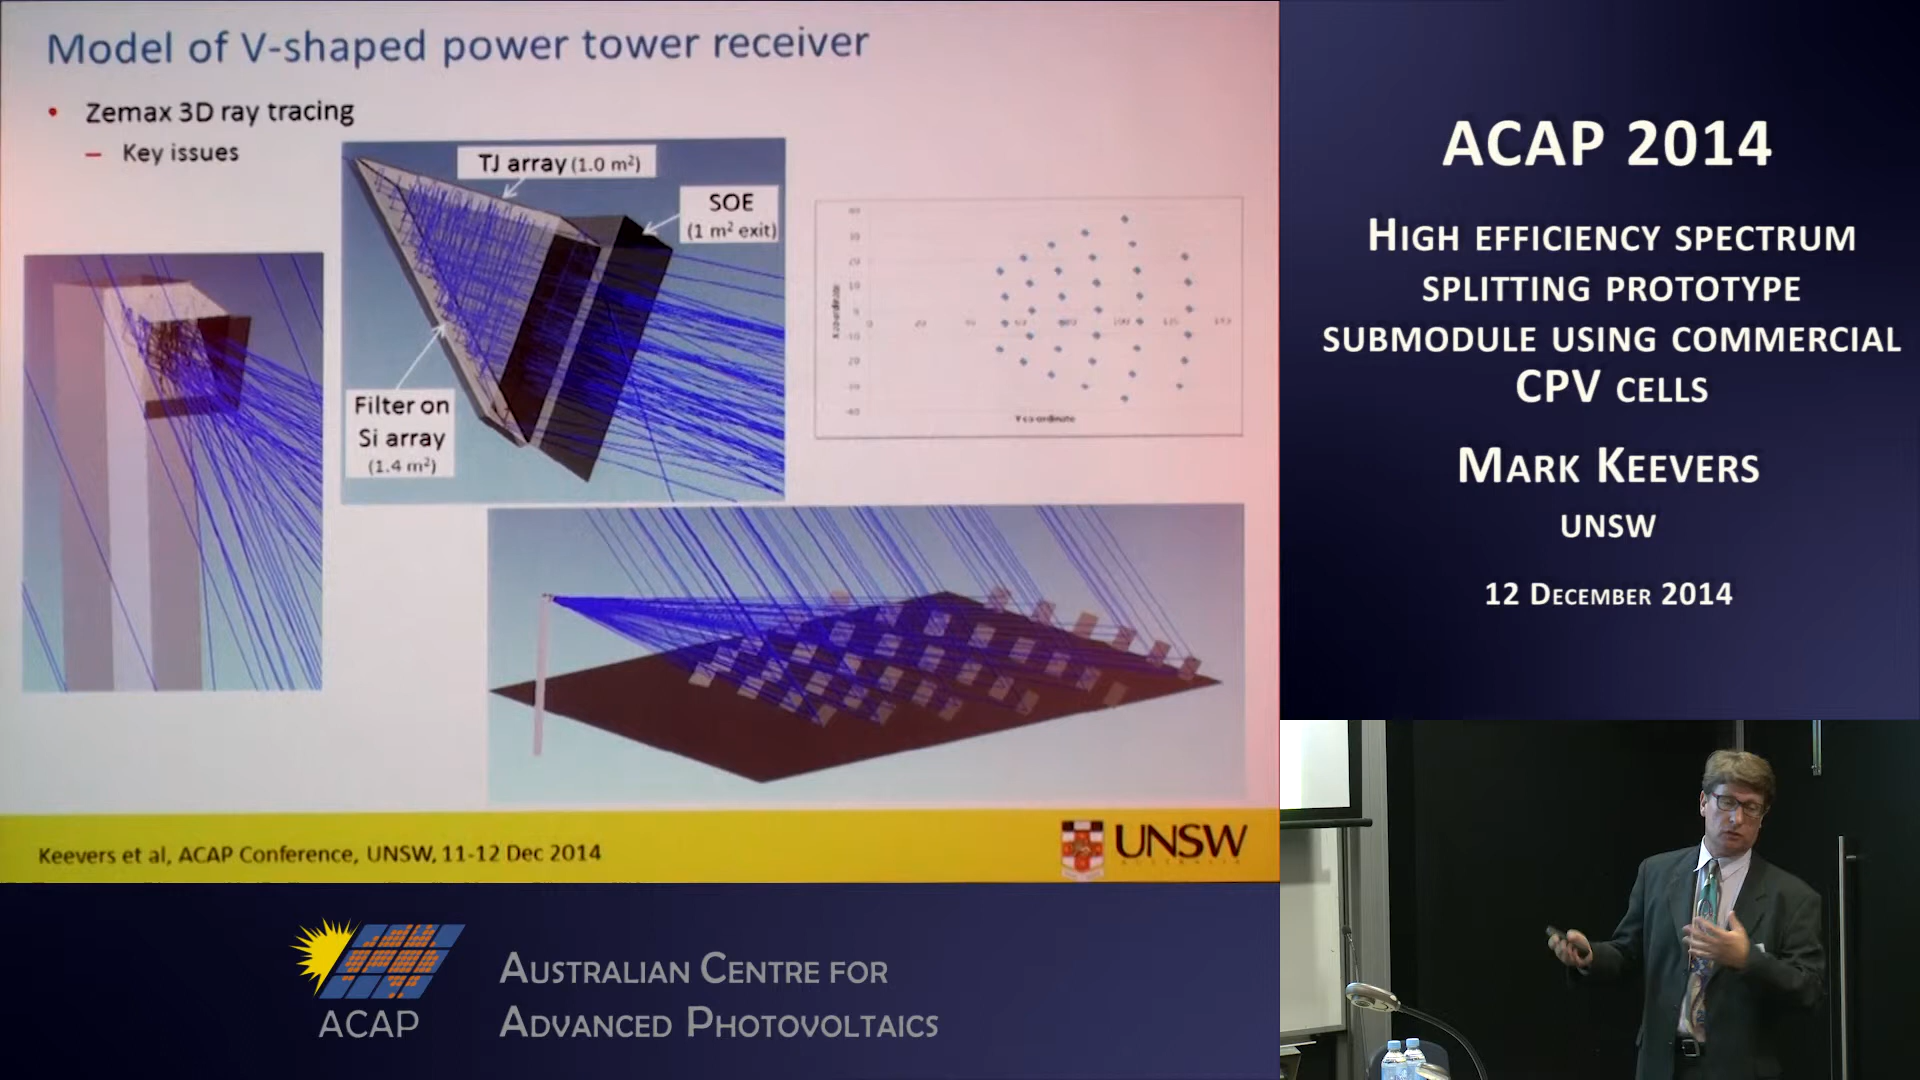 Model of V-shaped power tower receiver
• Zemax 3D ray tracing
– Key issues
TJ array (1.0 m²)
SOE
(1 m² exit)
Filter on
Si array
(1.4 m²)
Y co-ordinate
Keevers et al, ACAP Conference, UNSW, 11-12 Dec 2014
UNSW
AUSTRALIA
ACAP
AUSTRALIAN CENTRE FOR
ADVANCED PHOTOVOLTAICS
ACAP 2014
HIGH EFFICIENCY SPECTRUM
SPLITTING PROTOTYPE
SUBMODULE USING COMMERCIAL
CPV CELLS
MARK KEEVERS
UNSW
12 DECEMBER 2014